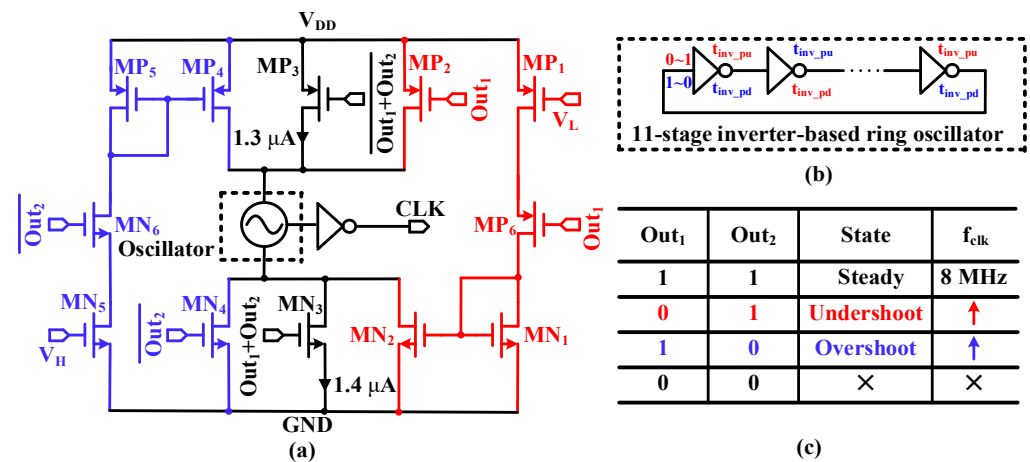 V_DD
MP_5
MP_4
MP_3
MP_2
MP_1
\overline{Out_1+Out_2}
Out_1
V_L
1.3 μA
\overline{Out_2}
MN_6
Oscillator
CLK
MP_6
Out_1
MN_5
MN_4
MN_3
MN_2
MN_1
V_H
\overline{Out_2}
Out_1+Out_2
1.4 μA
GND
(a)
0~1
1~0
t_inv_pu
t_inv_pd
t_inv_pu
t_inv_pd
t_inv_pu
t_inv_pd
11-stage inverter-based ring oscillator
(b)
Out_1 Out_2 State f_clk
1 1 Steady 8 MHz
0 1 Undershoot ↑
1 0 Overshoot ↑
0 0 × ×
(c)